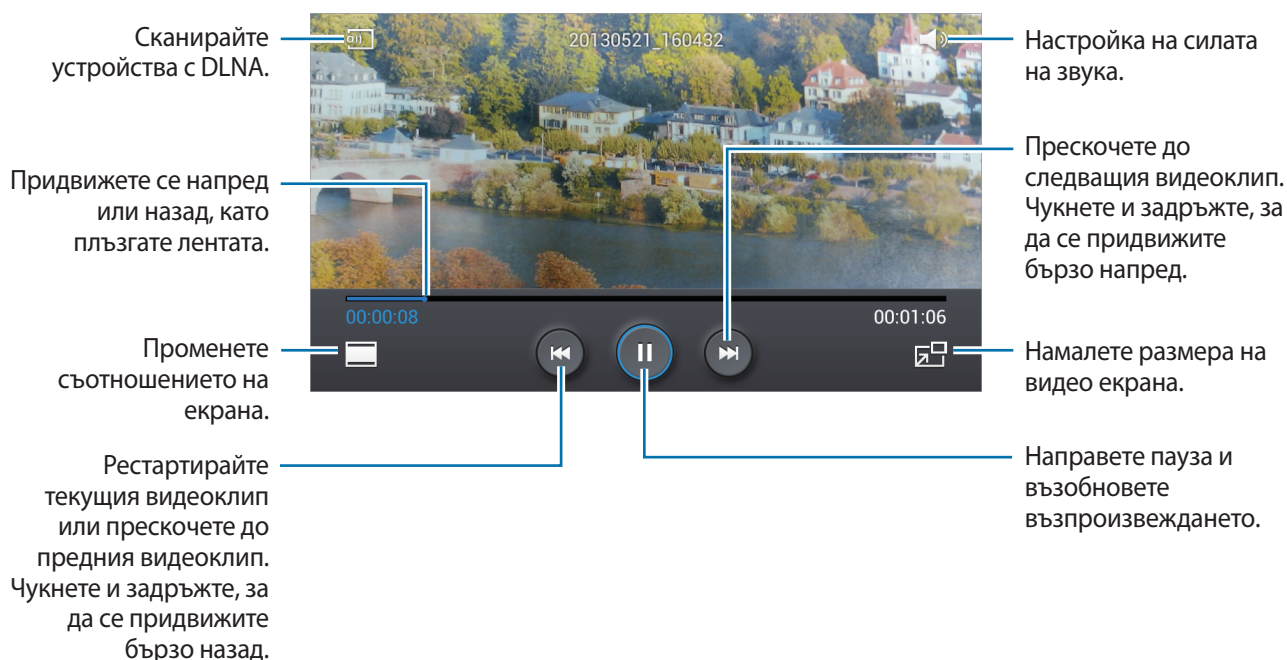 Сканирайте
устройства с DLNA.
Придвижете се напред
или назад, като
плъзгате лентата.
Променете
съотношението на
екрана.
Рестартирайте
текущия видеоклип
или прескочете до
предния видеоклип.
Чукнете и задръжте, за
да се придвижите
бързо назад.
20130521_160432
00:00:08
00:01:06
Настройка на силата
на звука.
Прескочете до
следващия видеоклип.
Чукнете и задръжте, за
да се придвижите
бързо напред.
Намалете размера на
видео екрана.
Направете пауза и
възобновете
възпроизвеждането.